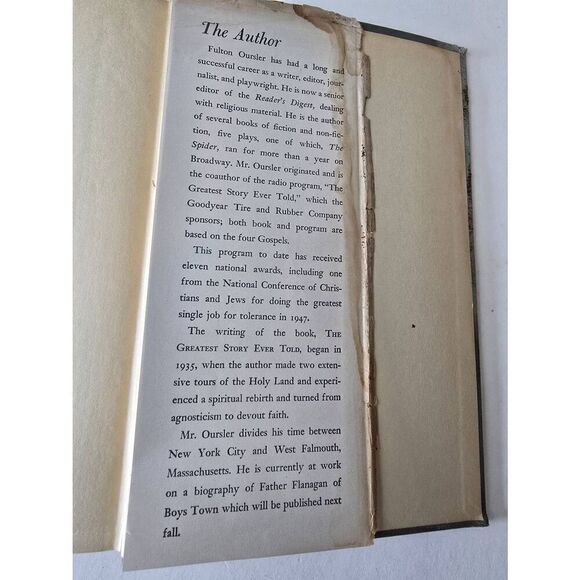 The Author
Fulton Oursler has had a long and
successful career as a writer, editor, jour-
nalist, and playwright. He is now a senior
editor of the Reader's Digest, dealing
with religious material. He is the author
of several books of fiction and non-fic-
tion, five plays, one of which, The
Spider, ran for more than a year on
Broadway. Mr. Oursler originated and is
the coauthor of the radio program, "The
Greatest Story Ever Told," which the
Goodyear Tire and Rubber Company
sponsors; both book and program are
based on the four Gospels.
This program to date has received
eleven national awards, including one
from the National Conference of Chris-
tians and Jews for doing the greatest
single job for tolerance in 1947.
The writing of the book, THE
GREATEST STORY EVER TOLD, began in
1935, when the author made two exten-
sive tours of the Holy Land and experi-
enced a spiritual rebirth and turned from
agnosticism to devout faith.
Mr. Oursler divides his time between
New York City and West Falmouth,
Massachusetts. He is currently at work
on a biography of Father Flanagan of
Boys Town which will be published next
fall.